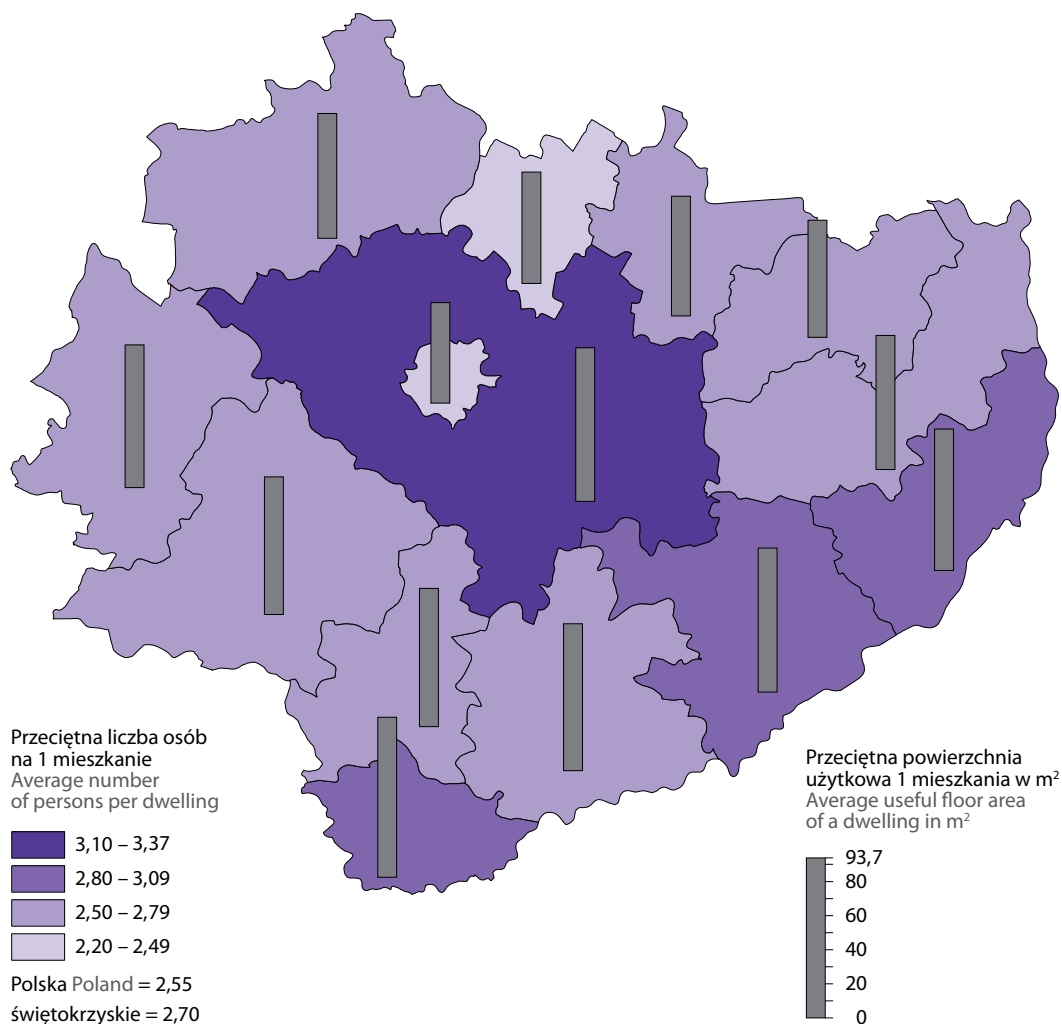 Przeciętna liczba osób
na 1 mieszkanie
Average number
of persons per dwelling
3,10 – 3,37
2,80 – 3,09
2,50 – 2,79
2,20 – 2,49
Polska Poland = 2,55
świętokrzyskie = 2,70
Przeciętna powierzchnia
użytkowa 1 mieszkania w m²
Average useful floor area
of a dwelling in m²
93,7
80
60
40
20
0